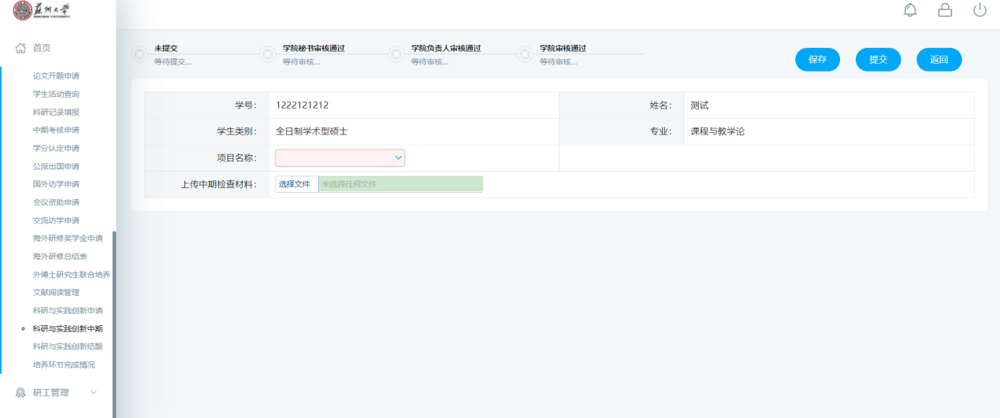 蘇州大學
SOOCHOW UNIVERSITY
首页
论文开题申请
学生活动查询
科研记录填报
中期考核申请
学分认定申请
公派出国申请
国外访学申请
会议资助申请
交流访学申请
海外研修奖学金申请
海外研修总结表
外博士研究生联合培养
文献阅读管理
科研与实践创新申请
科研与实践创新中期
科研与实践创新结题
培养环节完成情况
研工管理
未提交 学院秘书审核通过 学院负责人审核通过 学院审核通过
等待提交... 等待审核... 等待审核... 等待审核...
保存 提交 返回
学号: 1222121212 姓名: 测试
学生类别: 全日制学术型硕士 专业: 课程与教学论
项目名称:
上传中期检查材料: 选择文件 未选择任何文件